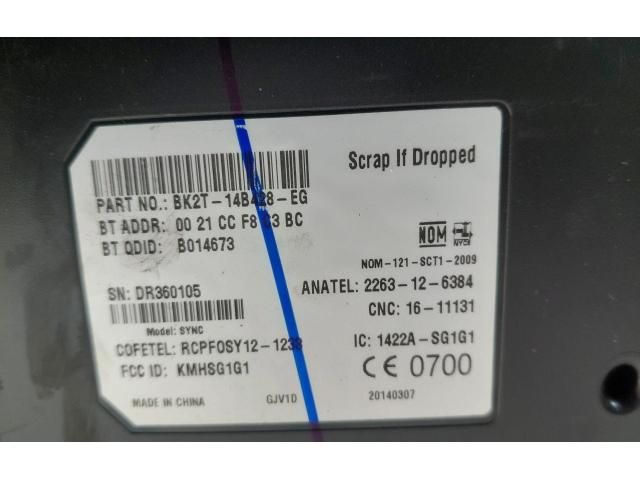 Scrap If Dropped
PART NO.: BK2T-14B428-EG
BT ADDR: 00 21 CC F8 C3 BC
BT QDID: B014673
NOM
NYCE
NOM-121-SCT1-2009
SN: DR360105
ANATEL: 2263-12-6384
CNC: 16-11131
Model: SYNC
COFETEL: RCPFOSY12-1233
IC: 1422A-SG1G1
FCC ID: KMHSG1G1
CE 0700
MADE IN CHINA
GJV1D
20140307